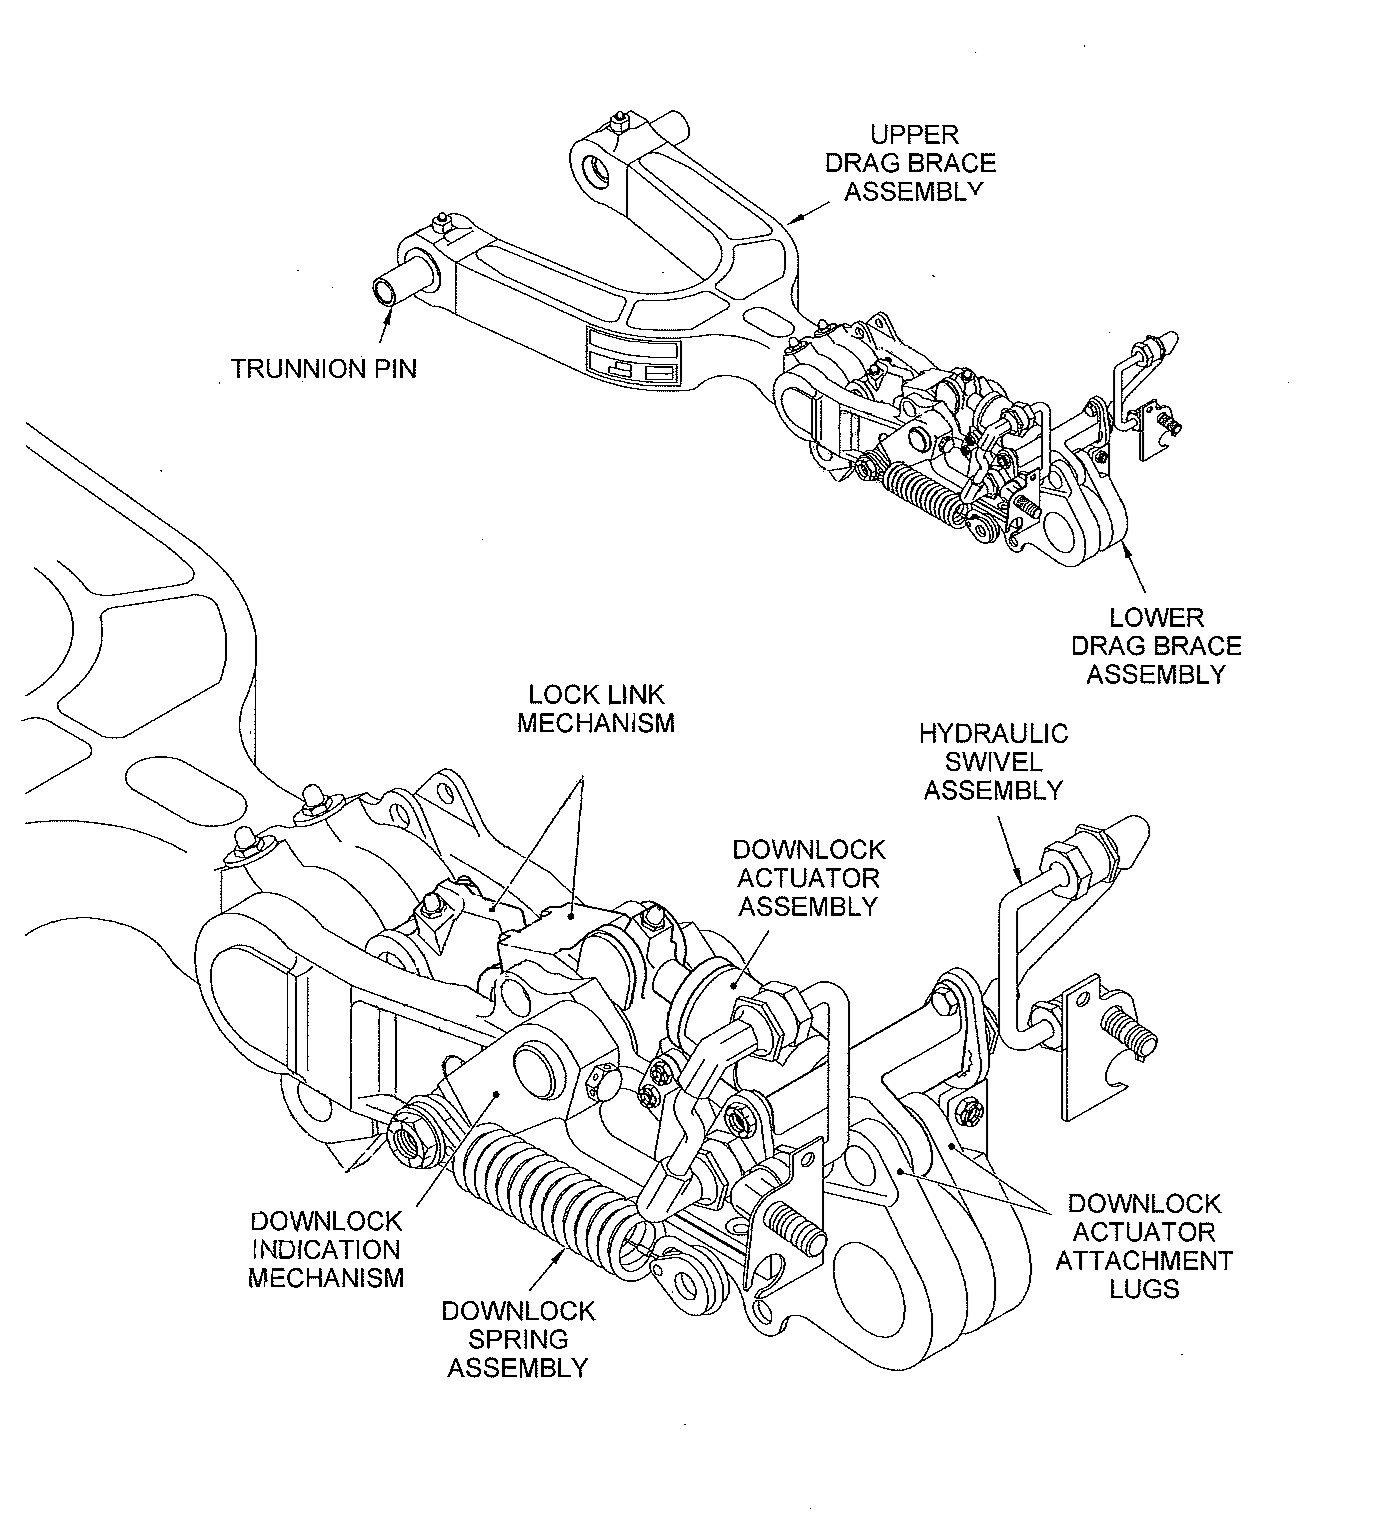 UPPER
DRAG BRACE
ASSEMBLY
TRUNNION PIN
LOWER
DRAG BRACE
ASSEMBLY
LOCK LINK
MECHANISM
HYDRAULIC
SWIVEL
ASSEMBLY
DOWNLOCK
ACTUATOR
ASSEMBLY
DOWNLOCK
INDICATION
MECHANISM
DOWNLOCK
SPRING
ASSEMBLY
DOWNLOCK
ACTUATOR
ATTACHMENT
LUGS